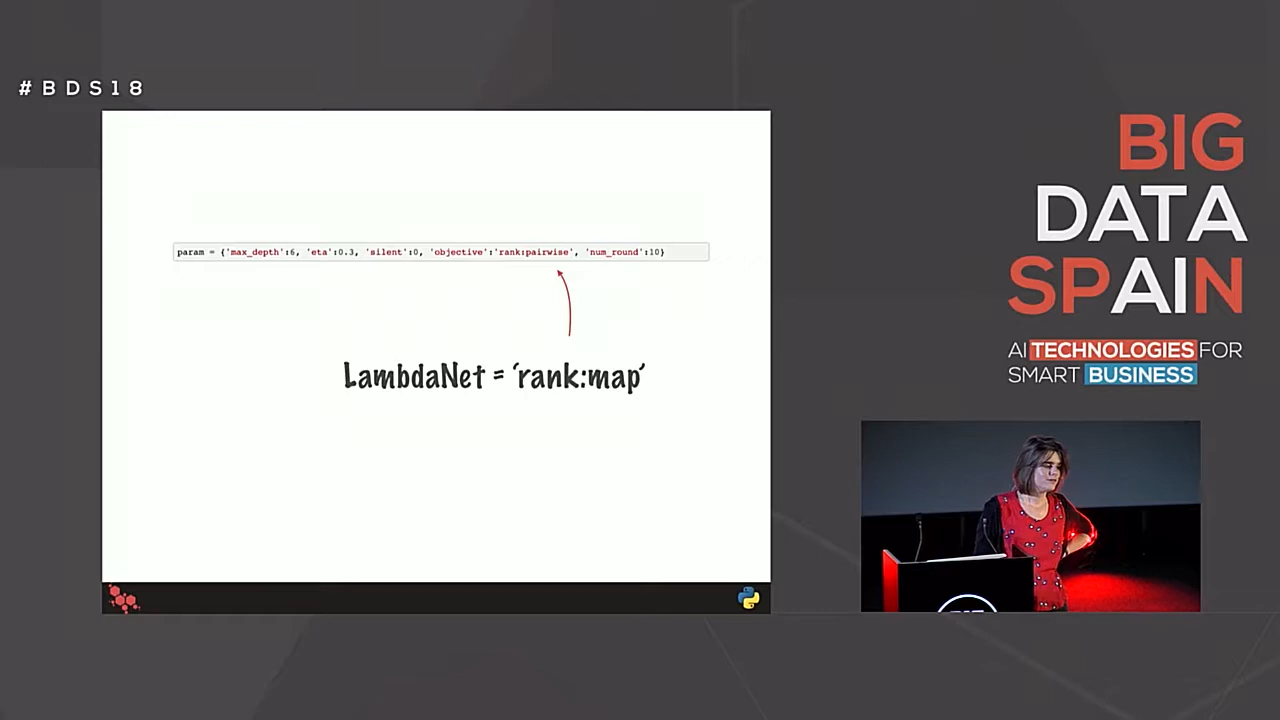 #BDS18
param = {'max_depth':6, 'eta':0.3, 'silent':0, 'objective':'rank:pairwise', 'num_round':10}
LambdaNet = ‘rank:map’
BIG
DATA
SPAIN
AI TECHNOLOGIES FOR
SMART BUSINESS